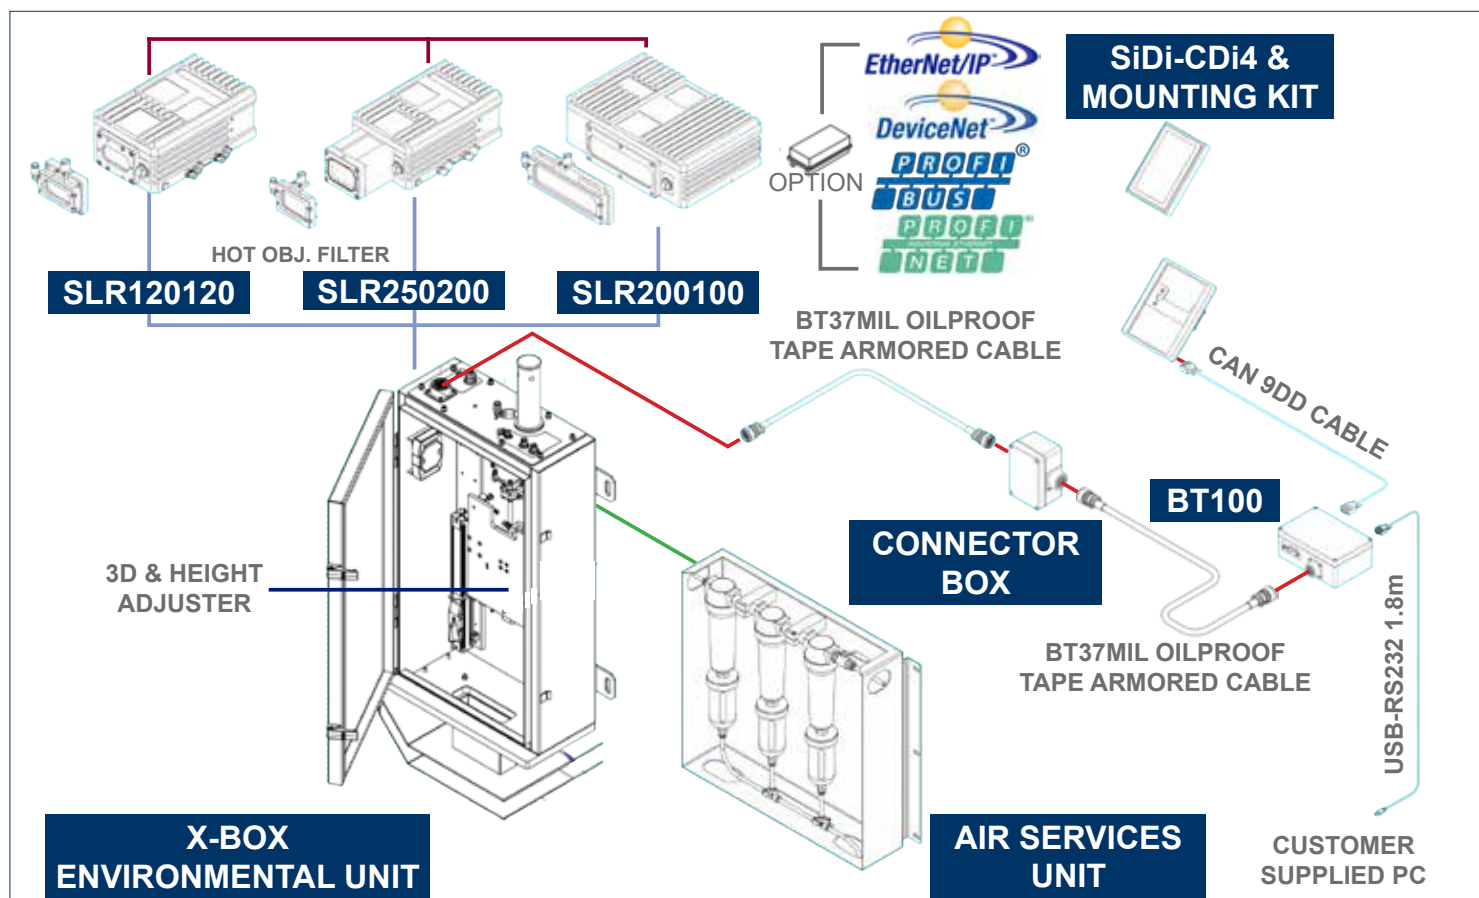 EtherNet/IP
DeviceNet
PROFI
BUS
PROFI
INDUSTRIAL ETHERNET
NET
OPTION
SiDi-CDi4 &
MOUNTING KIT
HOT OBJ. FILTER
SLR120120
SLR250200
SLR200100
BT37MIL OILPROOF
TAPE ARMORED CABLE
CAN 9DD CABLE
BT100
CONNECTOR
BOX
3D & HEIGHT
ADJUSTER
BT37MIL OILPROOF
TAPE ARMORED CABLE
USB-RS232 1.8m
X-BOX
ENVIRONMENTAL UNIT
AIR SERVICES
UNIT
CUSTOMER
SUPPLIED PC